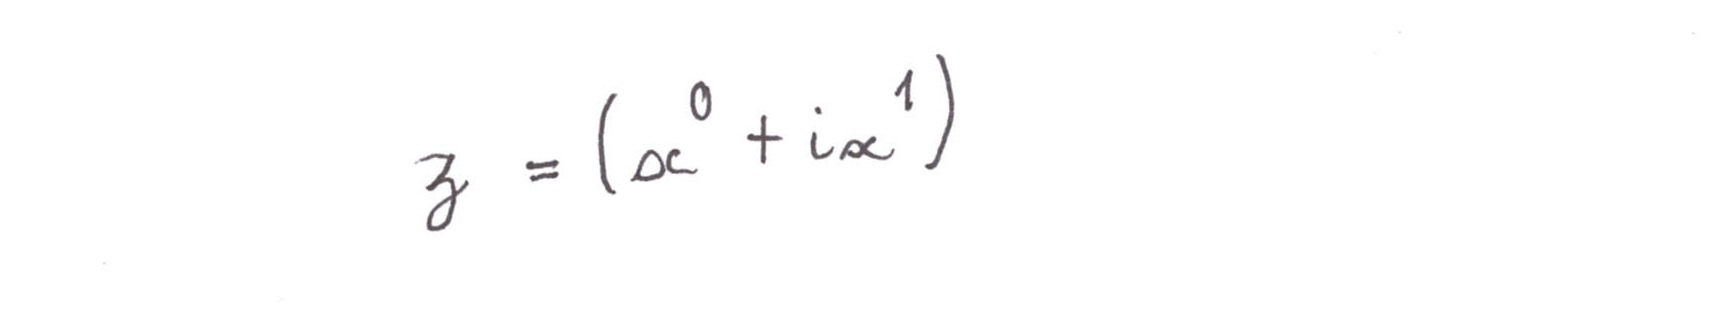 z = (x⁰ + ix¹)